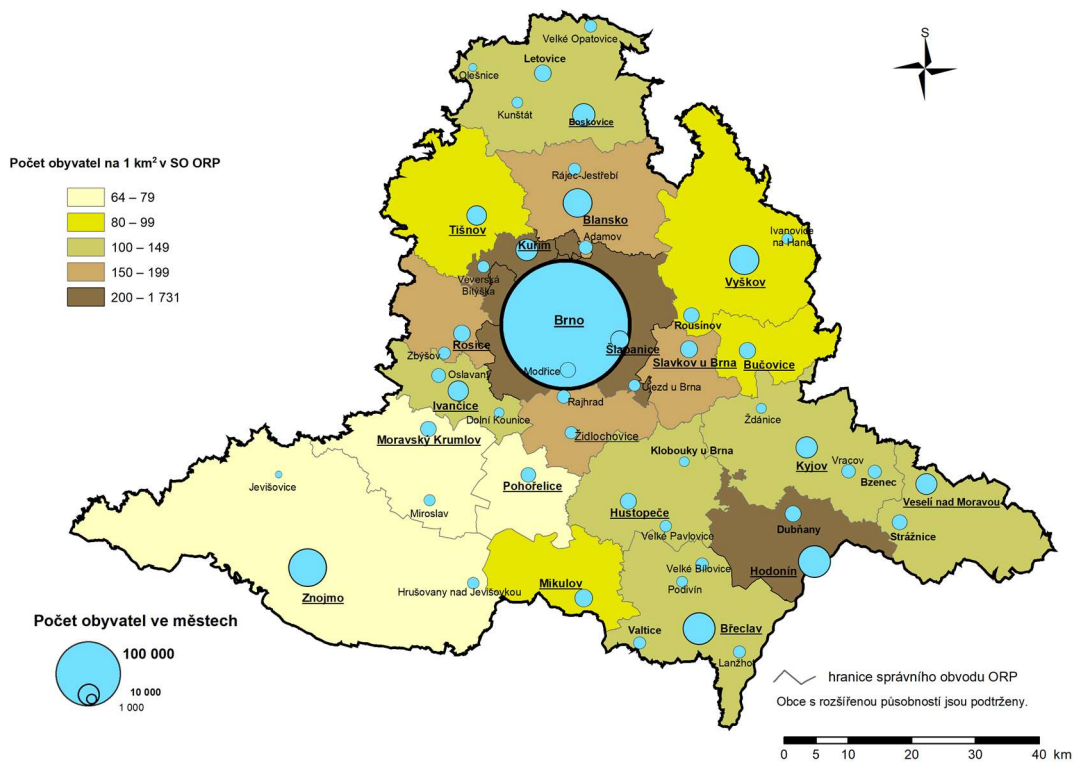 S
Velké Opatovice
Letovice
Olešnice
Kunštát
Boskovice
Počet obyvatel na 1 km² v SO ORP
64 – 79
80 – 99
100 – 149
150 – 199
200 – 1 731
Rájec-Jestřebí
Blansko
Tišnov
Kuřim
Adamov
Ivanovice
na Hané
Vyškov
Veverská
Bítýška
Brno
Rousínov
Rosice
Šlapanice
Slavkov u Brna
Bučovice
Zbýšov
Oslavany
Modřice
Újezd u Brna
Ivančice
Rajhrad
Dolní Kounice
Ždánice
Moravský Krumlov
Židlochovice
Klobouky u Brna
Kyjov
Vracov
Bzenec
Jevišovice
Pohořelice
Miroslav
Hustopeče
Veselí nad Moravou
Velké Pavlovice
Dubňany
Strážnice
Znojmo
Hrušovany nad Jevišovkou
Mikulov
Velké Bílovice
Podivín
Hodonín
Valtice
Břeclav
Lanžhot
Počet obyvatel ve městech
100 000
10 000
1 000
hranice správního obvodu ORP
Obce s rozšířenou působností jsou podtrženy.
0 5 10 20 30 40 km